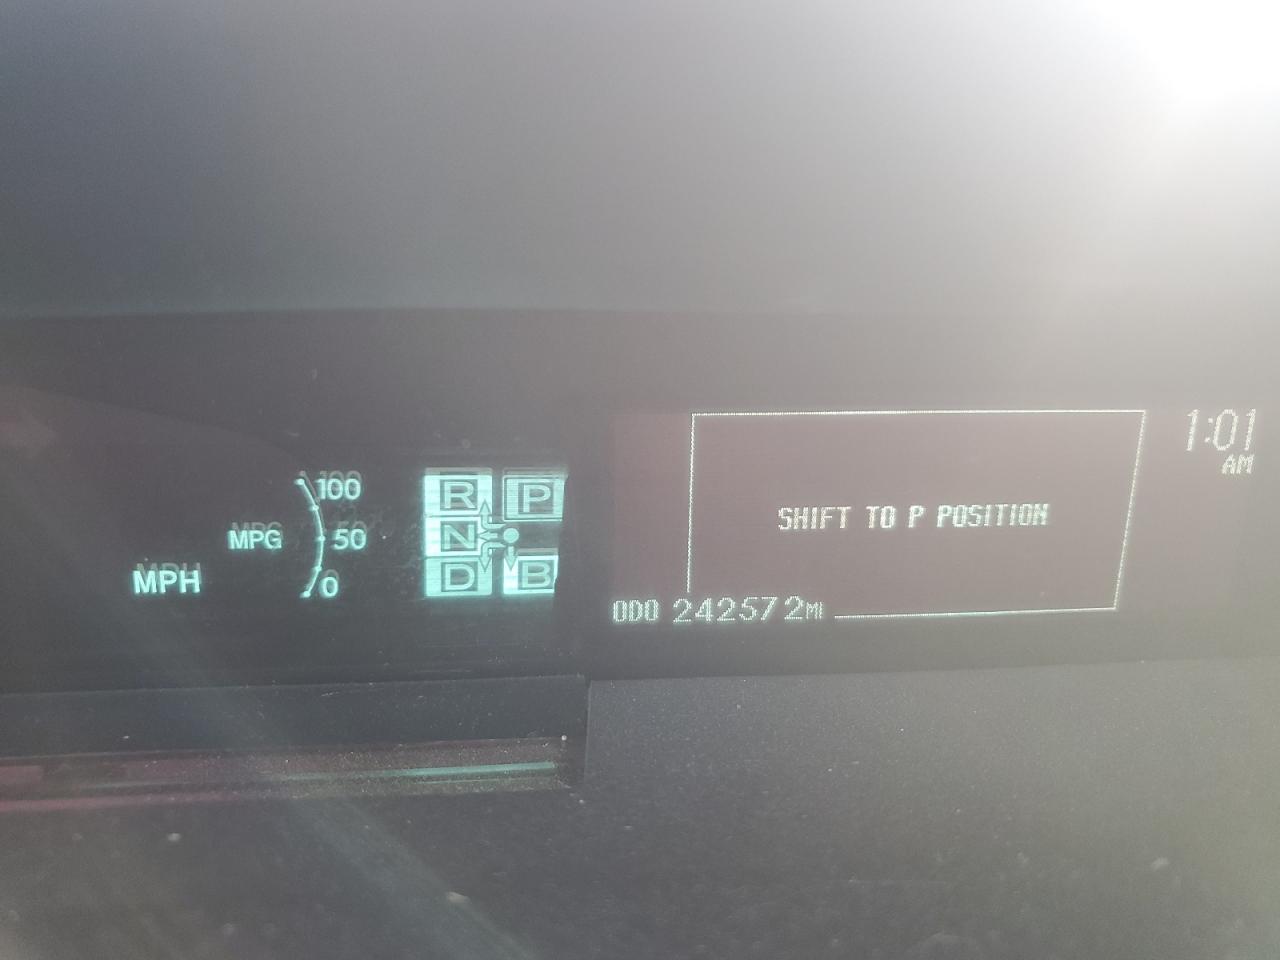 1:01
AM
100
MPG 50
MPH 0
R P
N
D B
SHIFT TO P POSITION
ODO 242572MI